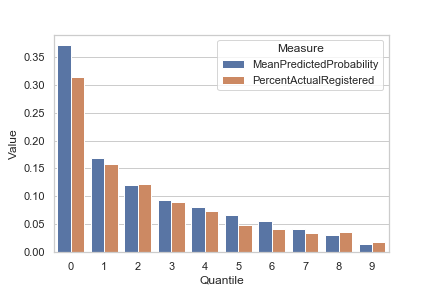 Measure
MeanPredictedProbability
PercentActualRegistered
Value
0.35
0.30
0.25
0.20
0.15
0.10
0.05
0.00
0 1 2 3 4 5 6 7 8 9
Quantile